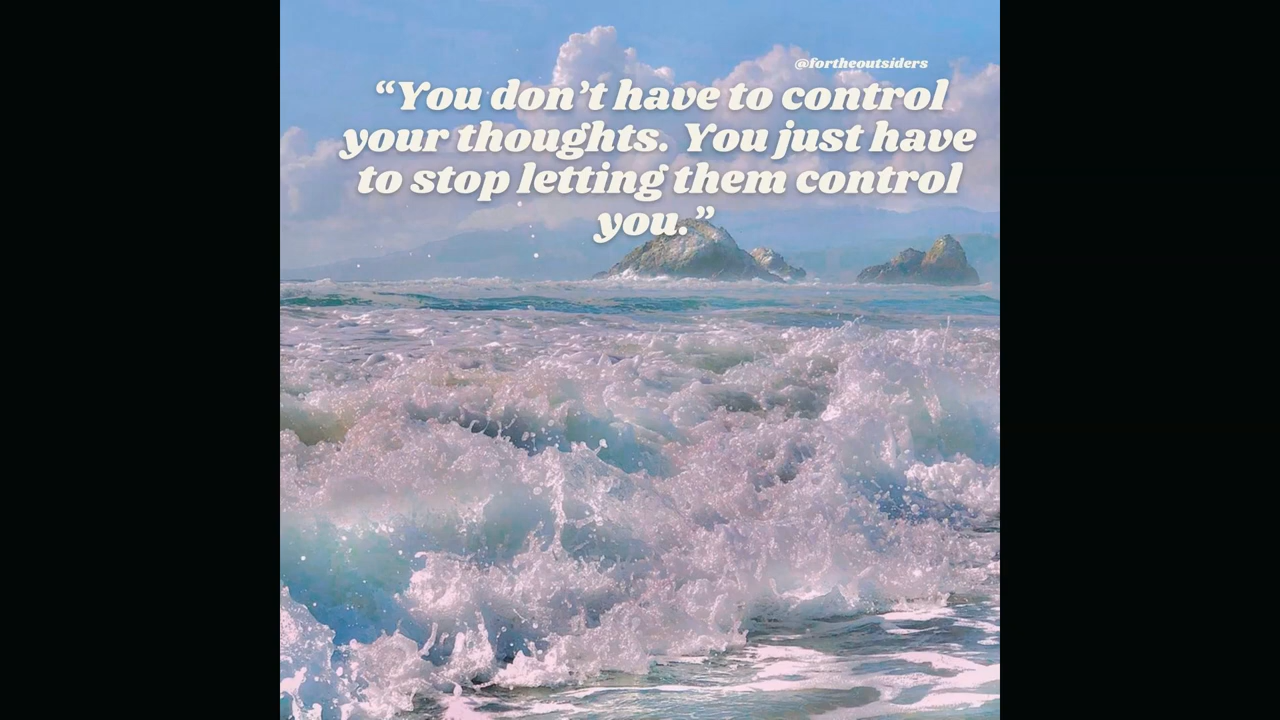 @fortheoutsiders
“You don’t have to control
your thoughts. You just have
to stop letting them control
you.”